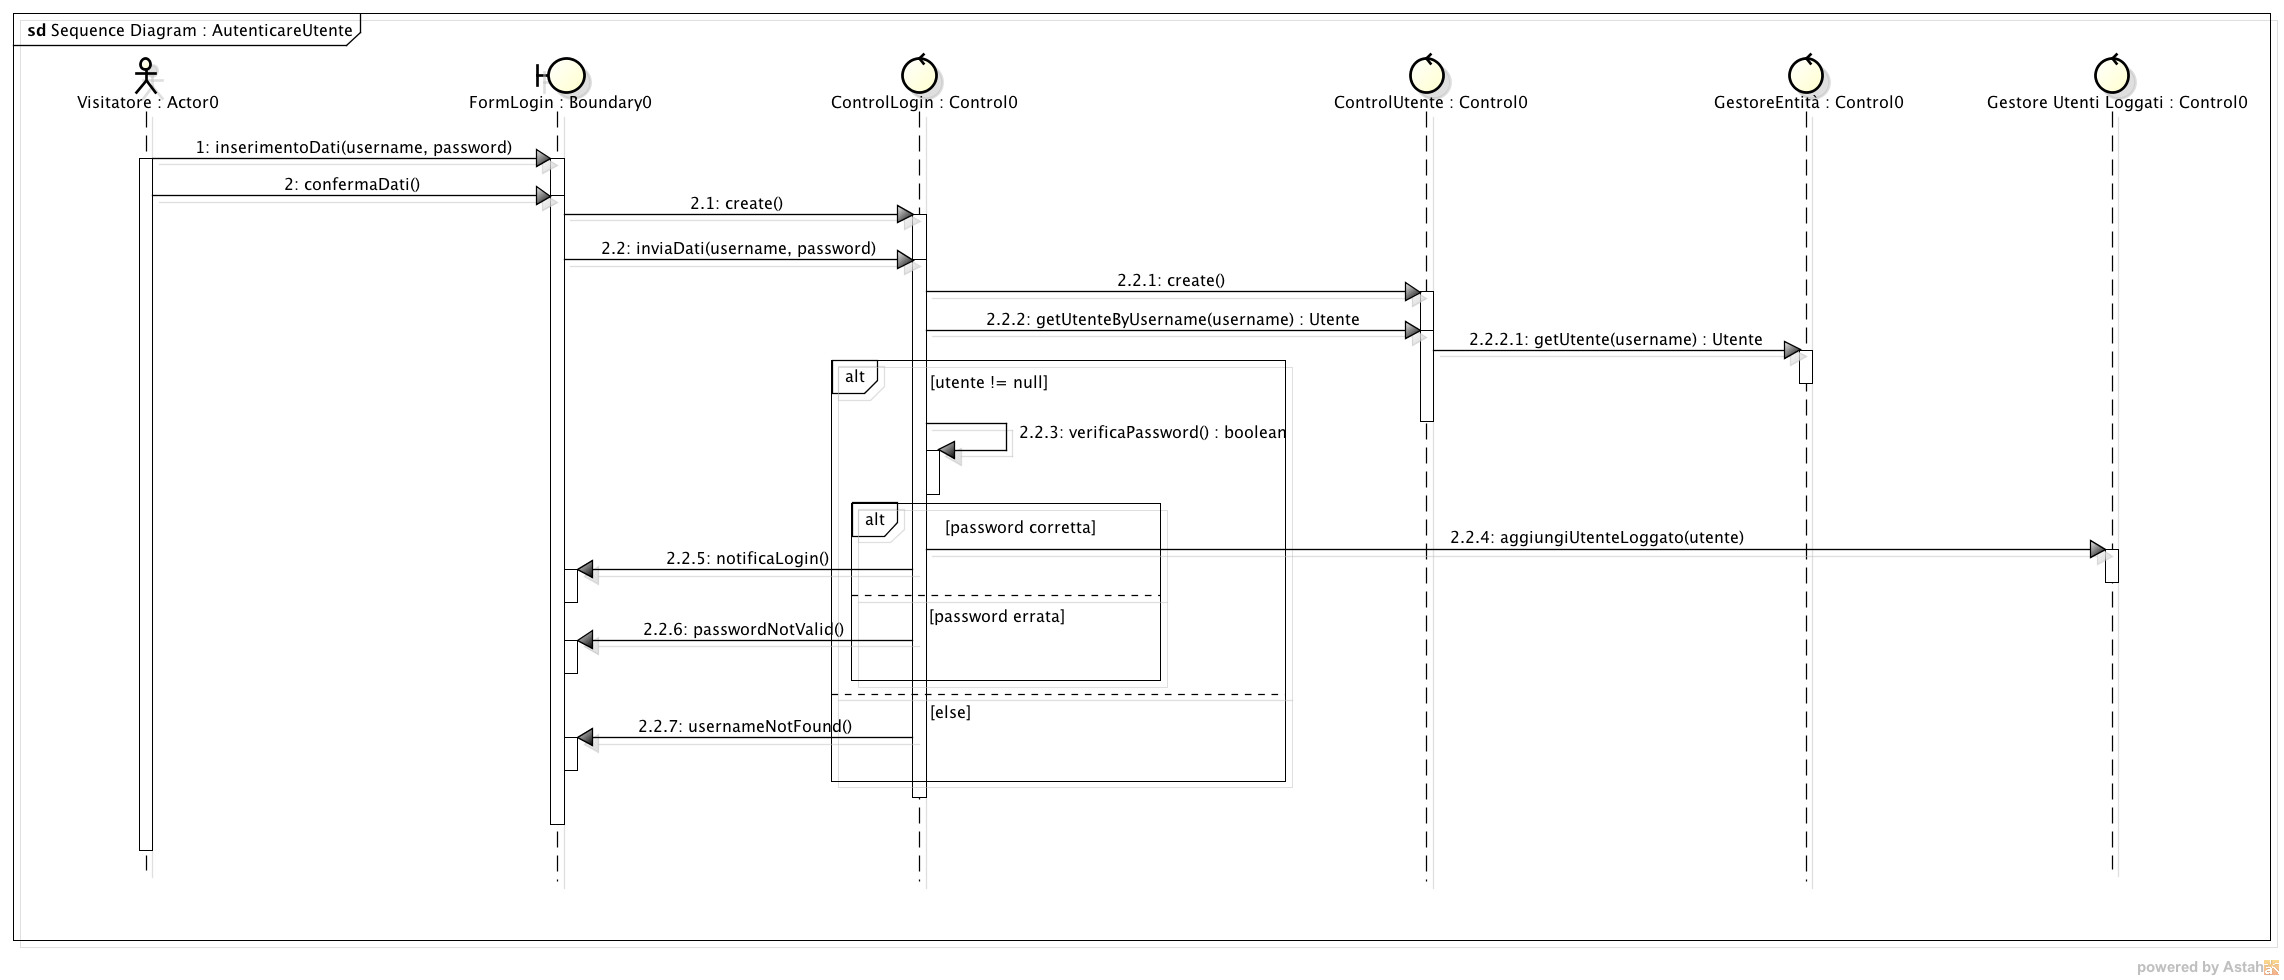 sd Sequence Diagram : AutenticareUtente
Visitatore : Actor0
FormLogin : Boundary0
ControlLogin : Control0
ControlUtente : Control0
GestoreEntità : Control0
Gestore Utenti Loggati : Control0
1: inserimentoDati(username, password)
2: confermaDati()
2.1: create()
2.2: inviaDati(username, password)
2.2.1: create()
2.2.2: getUtenteByUsername(username) : Utente
2.2.2.1: getUtente(username) : Utente
alt
[utente != null]
2.2.3: verificaPassword() : boolean
alt
[password corretta]
2.2.4: aggiungiUtenteLoggato(utente)
2.2.5: notificaLogin()
[password errata]
2.2.6: passwordNotValid()
[else]
2.2.7: usernameNotFound()
powered by Astah